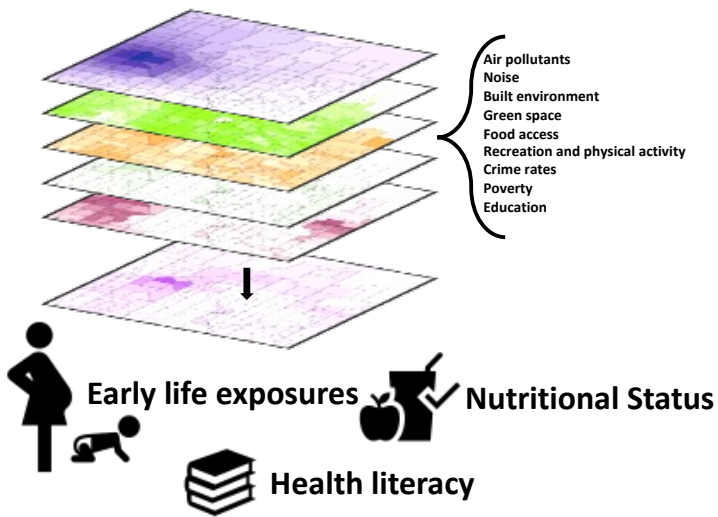 Air pollutants
Noise
Built environment
Green space
Food access
Recreation and physical activity
Crime rates
Poverty
Education
Early life exposures
Nutritional Status
Health literacy